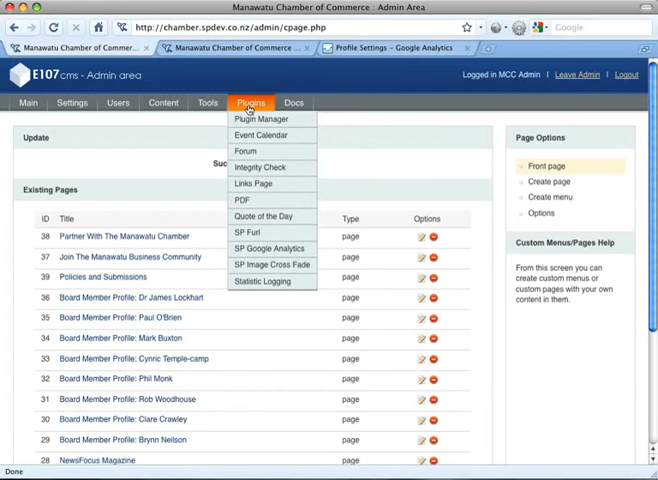 Manawatu Chamber of Commerce : Admin Area
http://chamber.spdev.co.nz/admin/cpage.php
Google
Manawatu Chamber of Commer...
Manawatu Chamber of Commerce ...
Profile Settings – Google Analytics
E107cms - Admin area
Logged in MCC Admin
Leave Admin
Logout
Main
Settings
Users
Content
Tools
Plugins
Docs
Plugin Manager
Event Calendar
Forum
Integrity Check
Links Page
PDF
Quote of the Day
SP Furl
SP Google Analytics
SP Image Cross Fade
Statistic Logging
Update
Suc
Existing Pages
ID Title Type Options
38 Partner With The Manawatu Chamber page
37 Join The Manawatu Business Community page
39 Policies and Submissions page
36 Board Member Profile: Dr James Lockhart page
35 Board Member Profile: Paul O'Brien page
34 Board Member Profile: Mark Buxton page
33 Board Member Profile: Cynric Temple-camp page
32 Board Member Profile: Phil Monk page
31 Board Member Profile: Rob Woodhouse page
30 Board Member Profile: Clare Crawley page
29 Board Member Profile: Brynn Neilson page
28 NewsFocus Magazine page
Page Options
Front page
Create page
Create menu
Options
Custom Menus/Pages Help
From this screen you can
create custom menus or
custom pages with your own
content in them.
Done